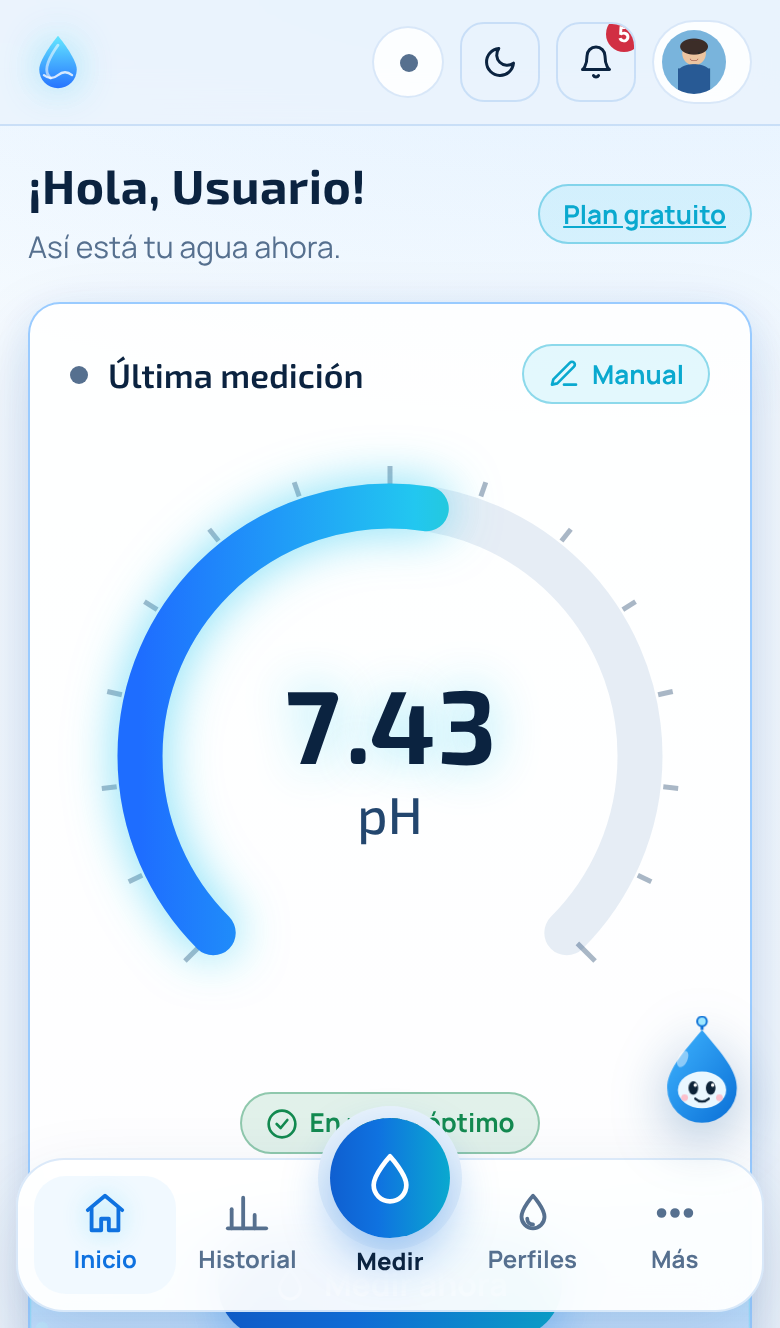 5
¡Hola, Usuario!
Así está tu agua ahora.
Plan gratuito
Última medición
Manual
7.43
pH
En óptimo
Inicio
Historial
Medir
Perfiles
Más